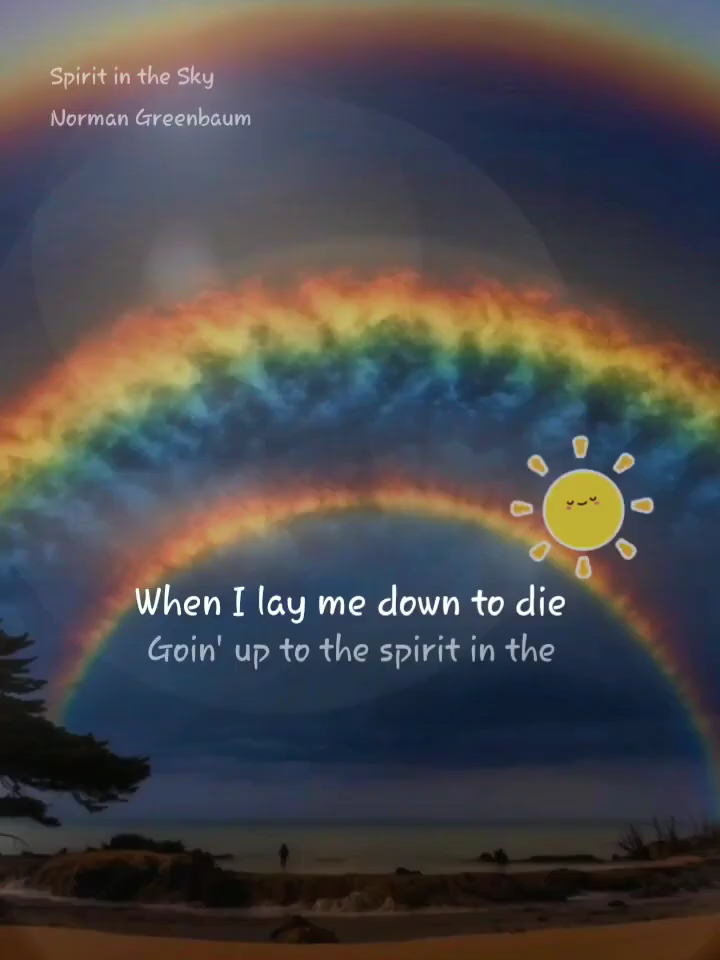 Spirit in the Sky
Norman Greenbaum
When I lay me down to die
Goin' up to the spirit in the